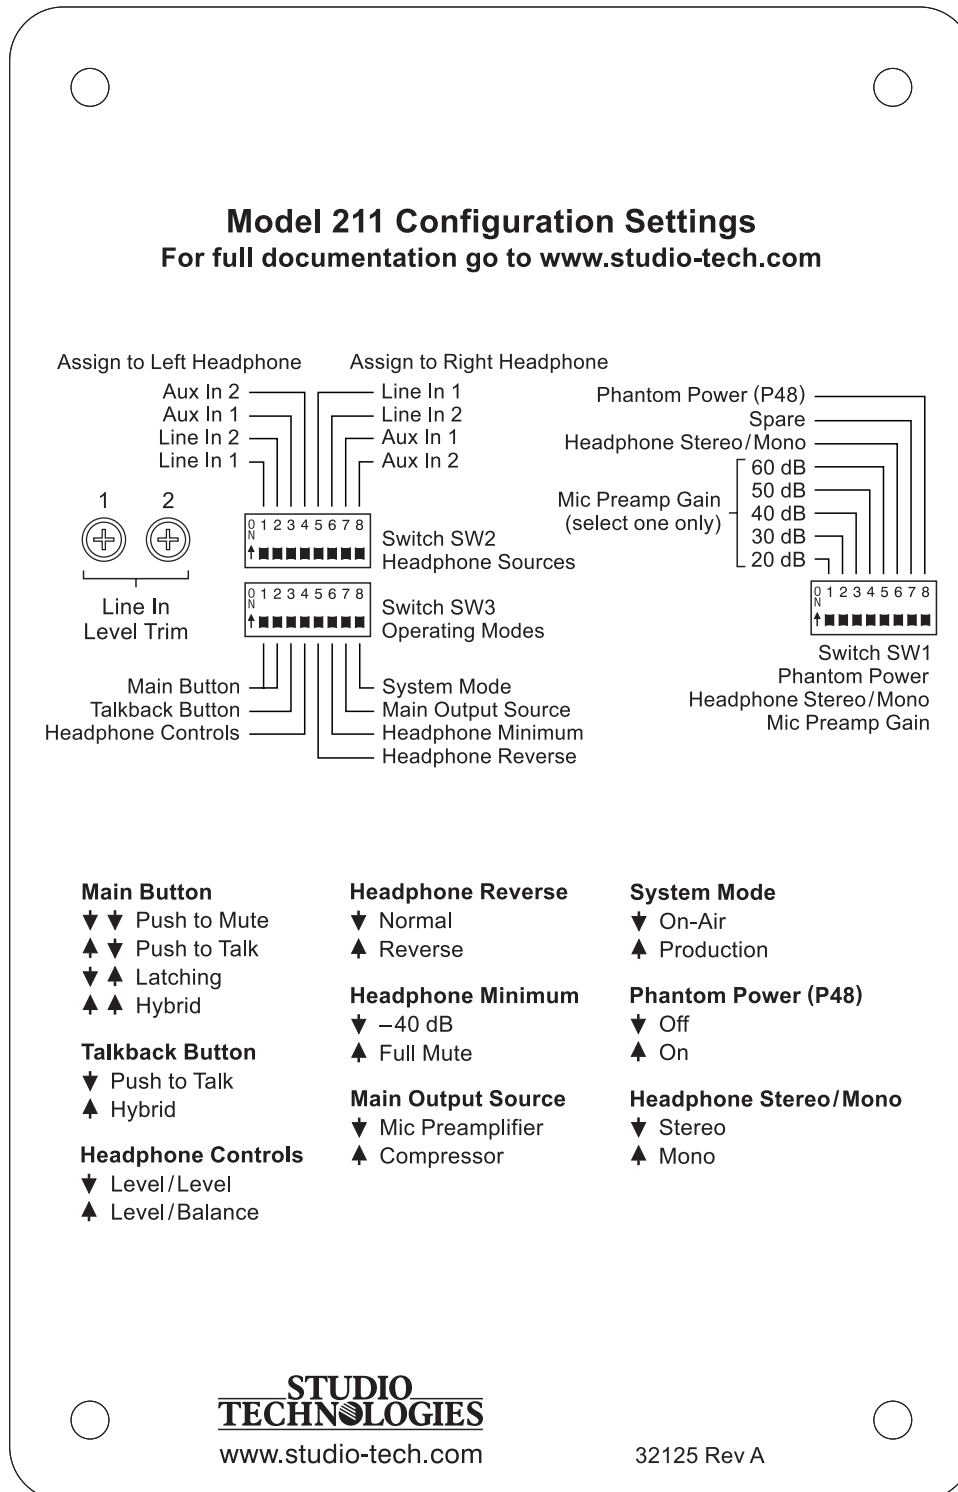 Model 211 Configuration Settings
For full documentation go to www.studio-tech.com
Assign to Left Headphone
Aux In 2
Aux In 1
Line In 2
Line In 1
Assign to Right Headphone
Line In 1
Line In 2
Aux In 1
Aux In 2
Phantom Power (P48)
Spare
Headphone Stereo/Mono
60 dB
50 dB
40 dB
30 dB
20 dB
Mic Preamp Gain
(select one only)
1 2
Line In
Level Trim
ON 1 2 3 4 5 6 7 8
Switch SW2
Headphone Sources
ON 1 2 3 4 5 6 7 8
Switch SW3
Operating Modes
ON 1 2 3 4 5 6 7 8
Switch SW1
Phantom Power
Headphone Stereo/Mono
Mic Preamp Gain
Main Button
Talkback Button
Headphone Controls
System Mode
Main Output Source
Headphone Minimum
Headphone Reverse
Main Button
Push to Mute
Push to Talk
Latching
Hybrid
Talkback Button
Push to Talk
Hybrid
Headphone Controls
Level/Level
Level/Balance
Headphone Reverse
Normal
Reverse
Headphone Minimum
–40 dB
Full Mute
Main Output Source
Mic Preamplifier
Compressor
System Mode
On-Air
Production
Phantom Power (P48)
Off
On
Headphone Stereo/Mono
Stereo
Mono
STUDIO
TECHNOLOGIES
www.studio-tech.com
32125 Rev A